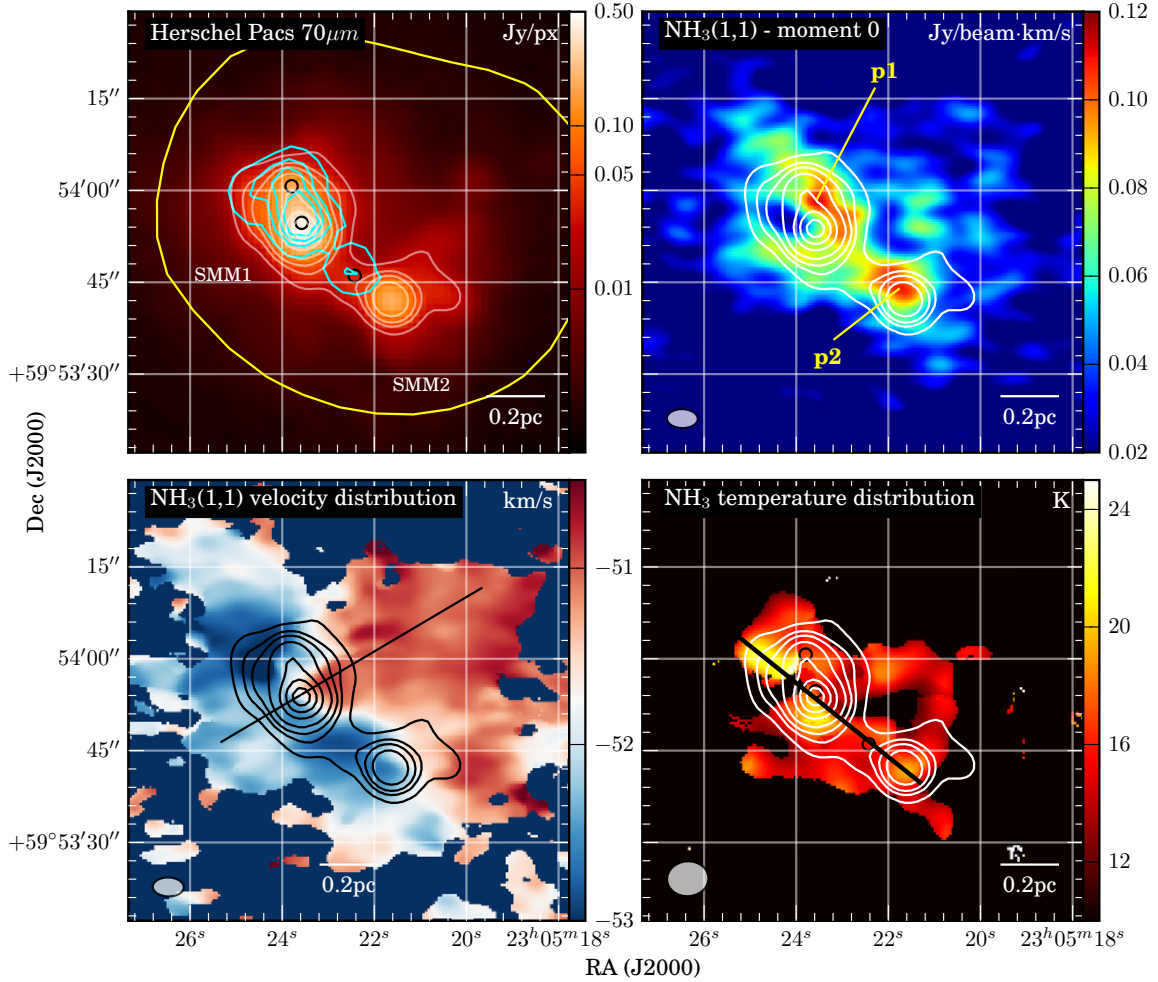 Herschel Pacs 70μm
Jy/px
0.50
0.10
0.05
0.01
15″
54′00″
45″
+59°53′30″
SMM1
SMM2
0.2pc
NH₃(1,1) - moment 0
Jy/beam·km/s
p1
p2
0.2pc
0.12
0.10
0.08
0.06
0.04
0.02
Dec (J2000)
NH₃(1,1) velocity distribution
km/s
15″
54′00″
45″
+59°53′30″
0.2pc
−51
−52
−53
26ˢ
24ˢ
22ˢ
20ˢ
23ʰ05ᵐ18ˢ
NH₃ temperature distribution
K
0.2pc
24
20
16
12
26ˢ
24ˢ
22ˢ
20ˢ
23ʰ05ᵐ18ˢ
RA (J2000)